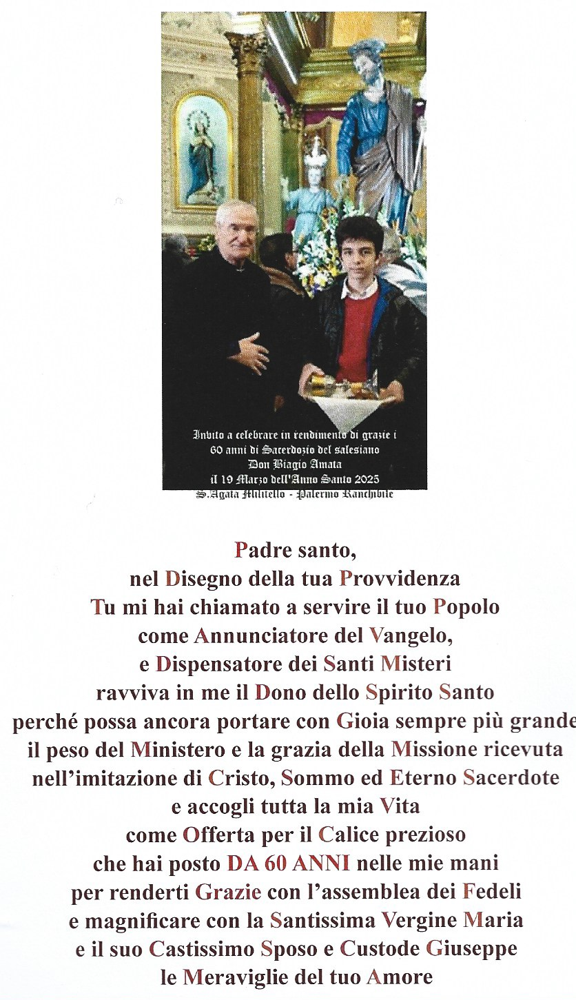 Invito a celebrare in rendimento di grazie i
60 anni di Sacerdozio del salesiano
Don Biagio Amata
il 19 Marzo dell'Anno Santo 2025
S.Agata Militello - Palermo Ranchibile
Padre santo,
nel Disegno della tua Provvidenza
Tu mi hai chiamato a servire il tuo Popolo
come Annunciatore del Vangelo,
e Dispensatore dei Santi Misteri
ravviva in me il Dono dello Spirito Santo
perché possa ancora portare con Gioia sempre più grande
il peso del Ministero e la grazia della Missione ricevuta
nell’imitazione di Cristo, Sommo ed Eterno Sacerdote
e accogli tutta la mia Vita
come Offerta per il Calice prezioso
che hai posto DA 60 ANNI nelle mie mani
per renderti Grazie con l’assemblea dei Fedeli
e magnificare con la Santissima Vergine Maria
e il suo Castissimo Sposo e Custode Giuseppe
le Meraviglie del tuo Amore